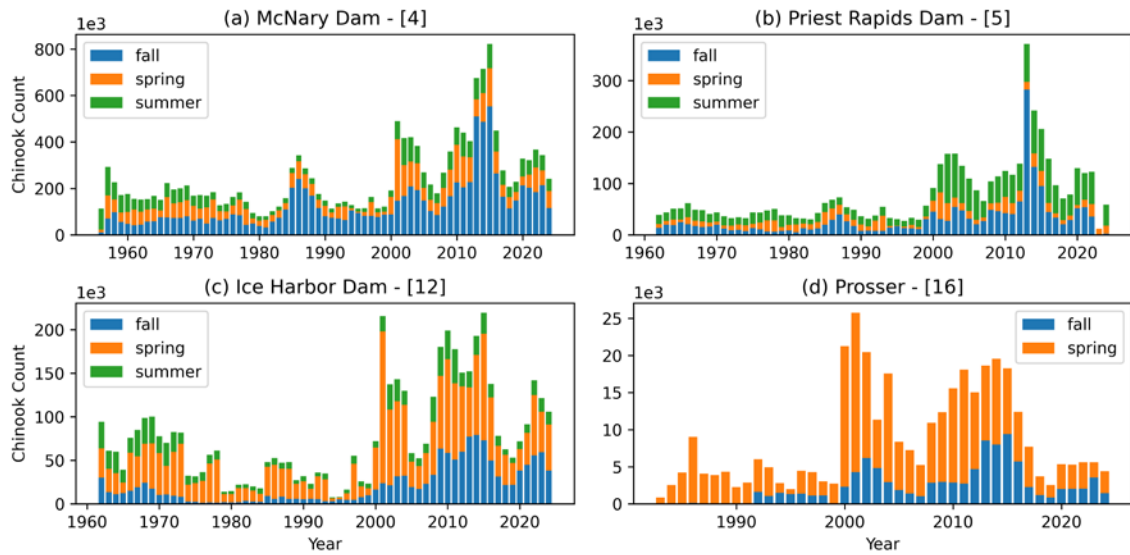 (a) McNary Dam - [4]
1e3
800
600
400
200
0
Chinook Count
fall
spring
summer
1960 1970 1980 1990 2000 2010 2020
(b) Priest Rapids Dam - [5]
1e3
300
200
100
0
fall
spring
summer
1960 1970 1980 1990 2000 2010 2020
(c) Ice Harbor Dam - [12]
1e3
200
150
100
50
0
Chinook Count
fall
spring
summer
1960 1970 1980 1990 2000 2010 2020
Year
(d) Prosser - [16]
1e3
25
20
15
10
5
0
fall
spring
1990 2000 2010 2020
Year